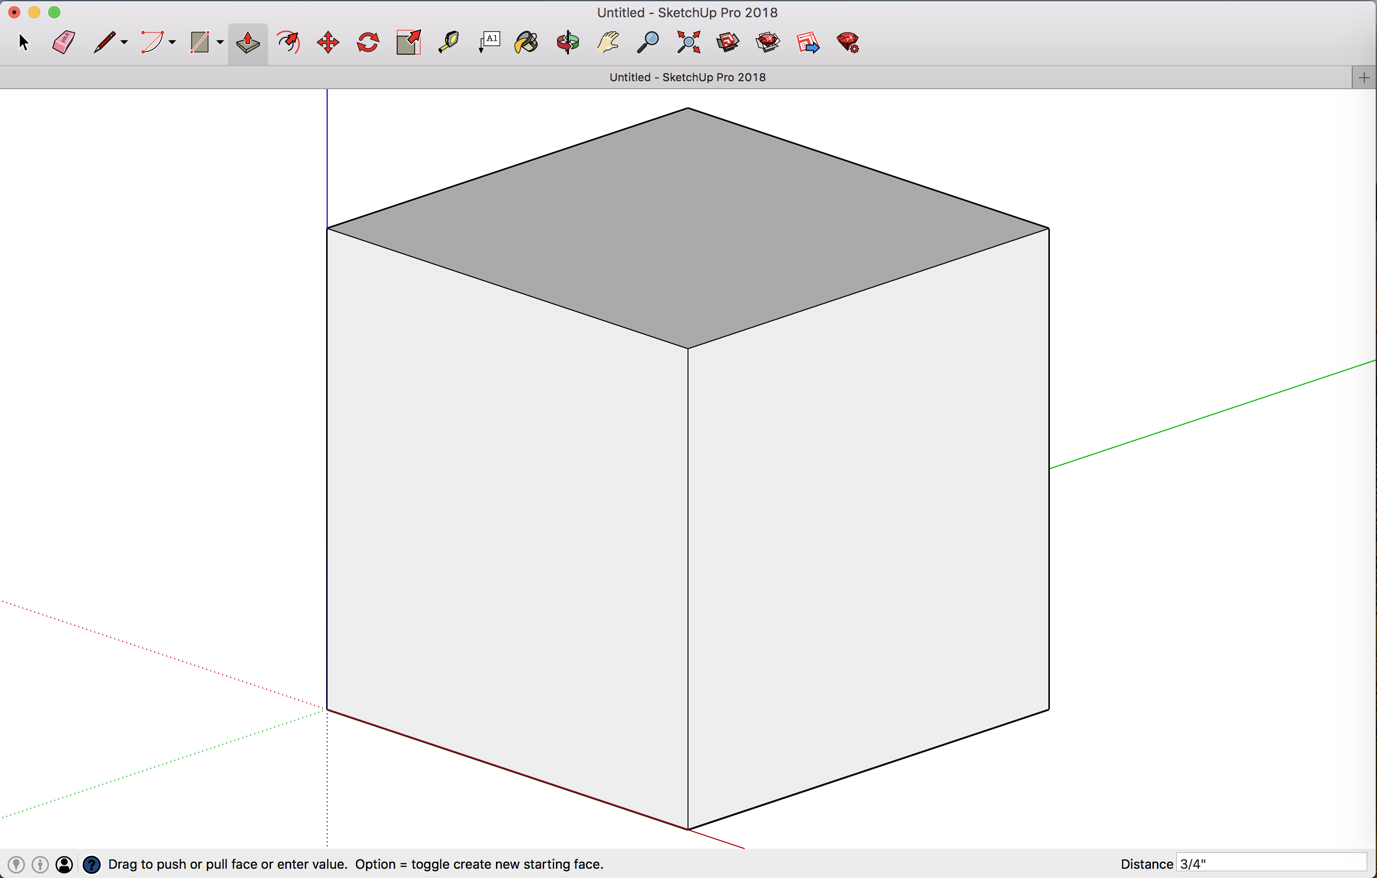 Untitled - SketchUp Pro 2018
A1
Untitled - SketchUp Pro 2018
Drag to push or pull face or enter value. Option = toggle create new starting face.
Distance 3/4"